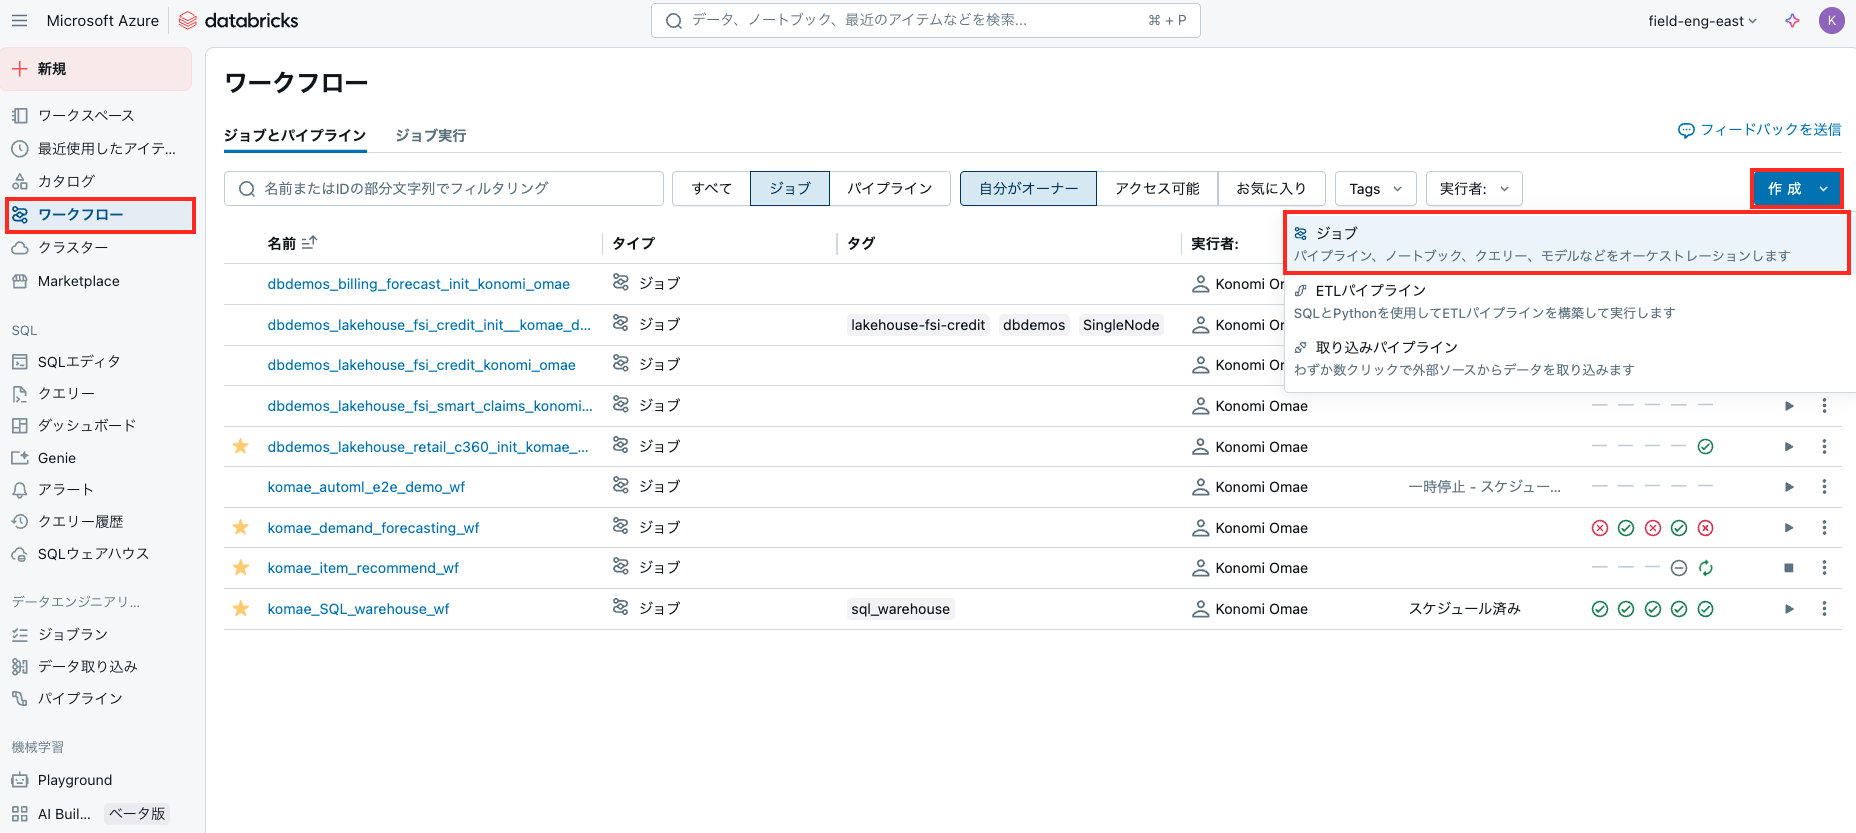 Microsoft Azure
databricks
データ、ノートブック、最近のアイテムなどを検索...
⌘ + P
field-eng-east
K
新規
ワークスペース
最近使用したアイテ...
カタログ
ワークフロー
クラスター
Marketplace
SQL
SQLエディタ
クエリー
ダッシュボード
Genie
アラート
クエリー履歴
SQLウェアハウス
データエンジニアリ...
ジョブラン
データ取り込み
パイプライン
機械学習
Playground
AI Buil... ベータ版
ワークフロー
ジョブとパイプライン ジョブ実行
フィードバックを送信
名前またはIDの部分文字列でフィルタリング
すべて ジョブ パイプライン
自分がオーナー アクセス可能 お気に入り
Tags
実行者:
作成
ジョブ
パイプライン、ノートブック、クエリー、モデルなどをオーケストレーションします
ETLパイプライン
SQLとPythonを使用してETLパイプラインを構築して実行します
取り込みパイプライン
わずか数クリックで外部ソースからデータを取り込みます
名前 タイプ タグ 実行者:
dbdemos_billing_forecast_init_konomi_omae ジョブ Konomi Or
dbdemos_lakehouse_fsi_credit_init__komae_d... ジョブ lakehouse-fsi-credit dbdemos SingleNode Konomi Or
dbdemos_lakehouse_fsi_credit_konomi_omae ジョブ Konomi Or
dbdemos_lakehouse_fsi_smart_claims_konomi... ジョブ Konomi Omae
dbdemos_lakehouse_retail_c360_init_komae_... ジョブ Konomi Omae
komae_automl_e2e_demo_wf ジョブ Konomi Omae 一時停止 - スケジュー...
komae_demand_forecasting_wf ジョブ Konomi Omae
komae_item_recommend_wf ジョブ Konomi Omae
komae_SQL_warehouse_wf ジョブ sql_warehouse Konomi Omae スケジュール済み